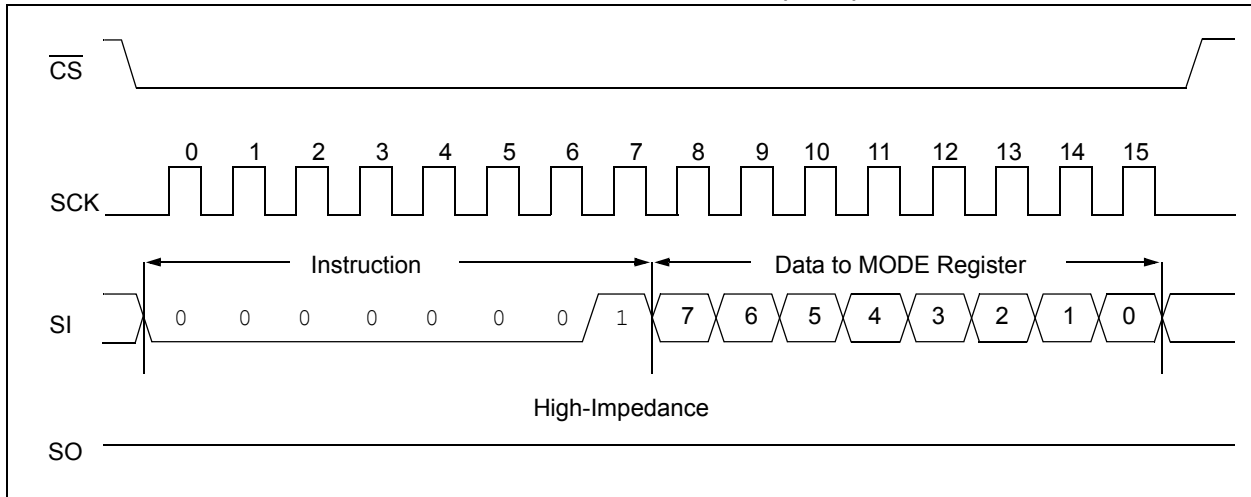 CS
0 1 2 3 4 5 6 7 8 9 10 11 12 13 14 15
SCK
Instruction Data to MODE Register
SI 0 0 0 0 0 0 0 1 7 6 5 4 3 2 1 0
High-Impedance
SO